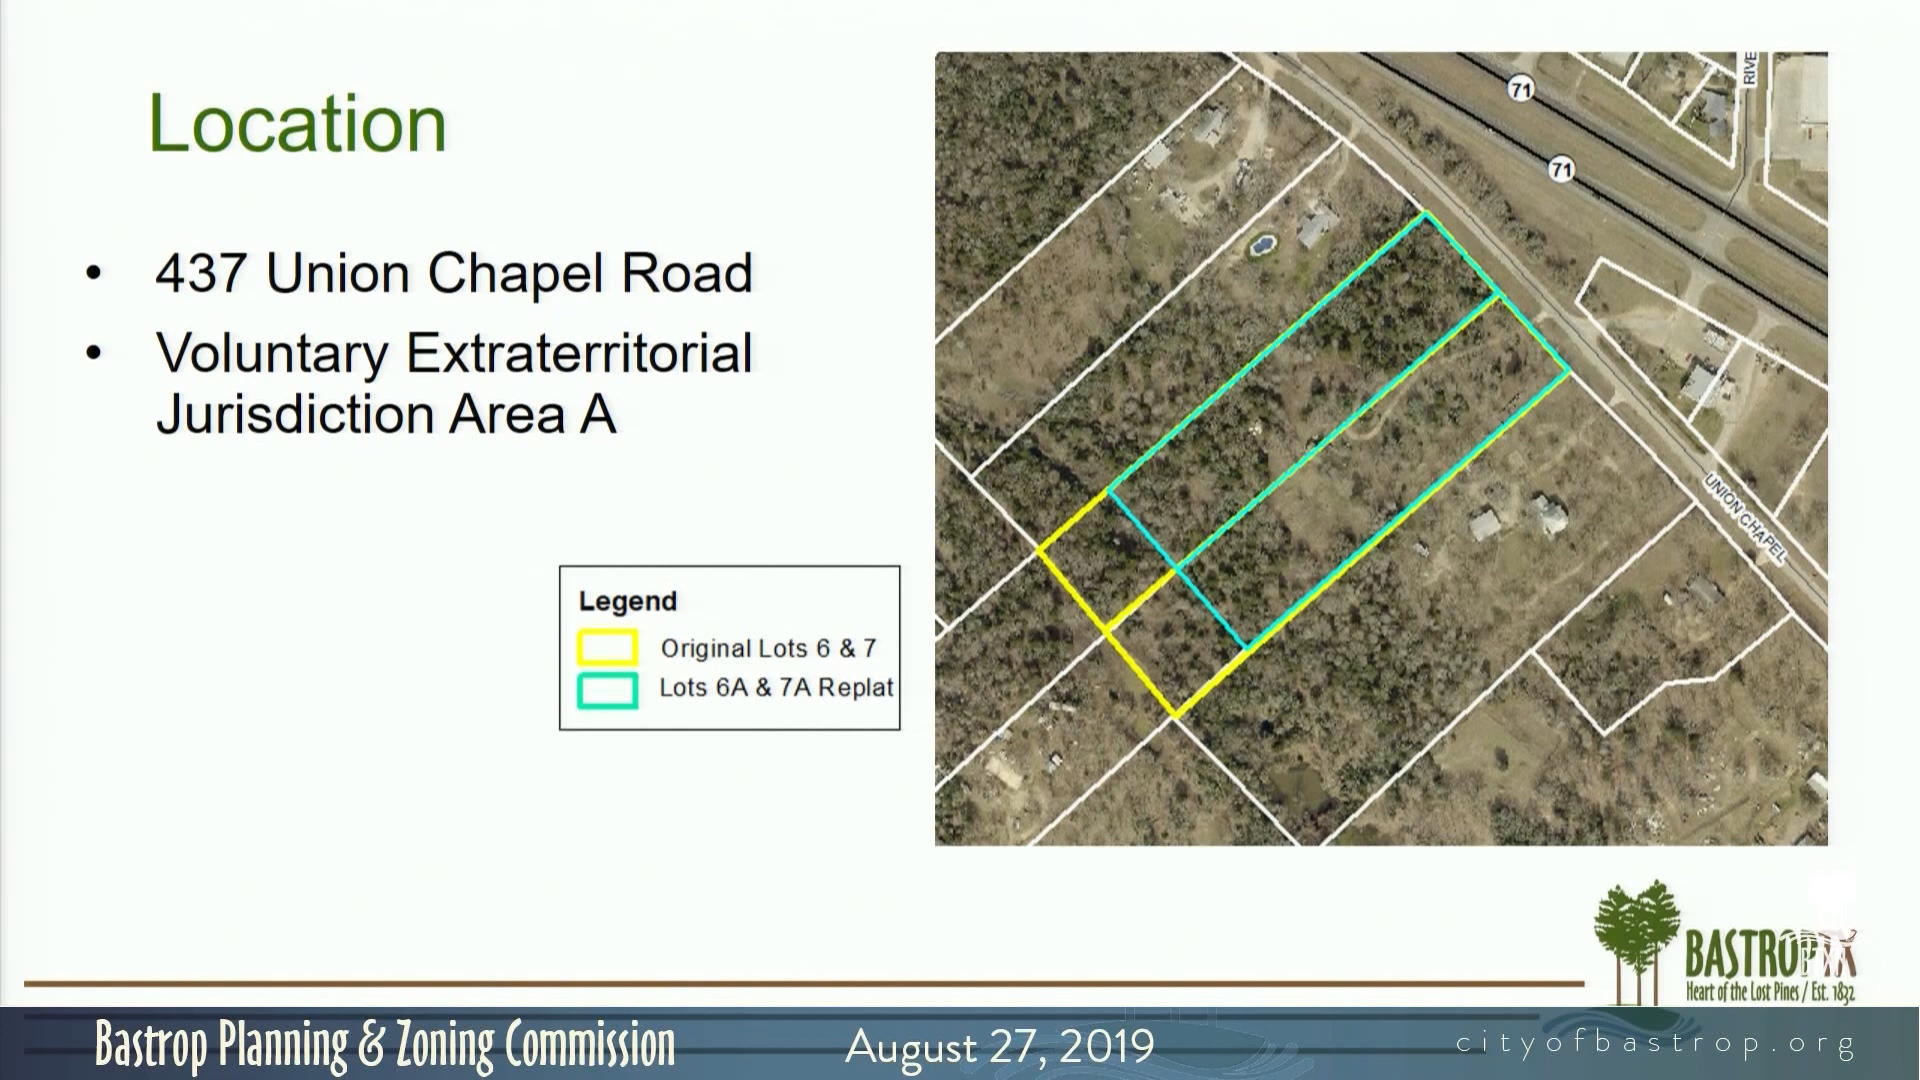 Location
• 437 Union Chapel Road
• Voluntary Extraterritorial
Jurisdiction Area A
Legend
Original Lots 6 & 7
Lots 6A & 7A Replat
71
71
RIVE
UNION CHAPEL
Heart of the Lost Pines / Est. 1832
Bastrop Planning & Zoning Commission
August 27, 2019
cityofbastrop.org